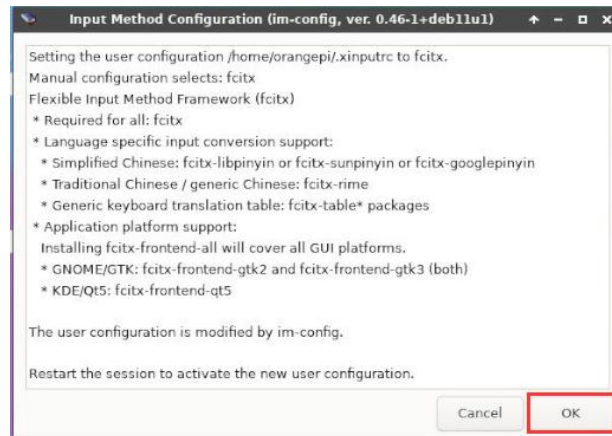 Input Method Configuration (im-config, ver. 0.46-1+deb11u1)
Setting the user configuration /home/orangepi/.xinputrc to fcitx.
Manual configuration selects: fcitx
Flexible Input Method Framework (fcitx)
* Required for all: fcitx
* Language specific input conversion support:
* Simplified Chinese: fcitx-libpinyin or fcitx-sunpinyin or fcitx-googlepinyin
* Traditional Chinese / generic Chinese: fcitx-rime
* Generic keyboard translation table: fcitx-table* packages
* Application platform support:
Installing fcitx-frontend-all will cover all GUI platforms.
* GNOME/GTK: fcitx-frontend-gtk2 and fcitx-frontend-gtk3 (both)
* KDE/Qt5: fcitx-frontend-qt5
The user configuration is modified by im-config.
Restart the session to activate the new user configuration.
Cancel OK